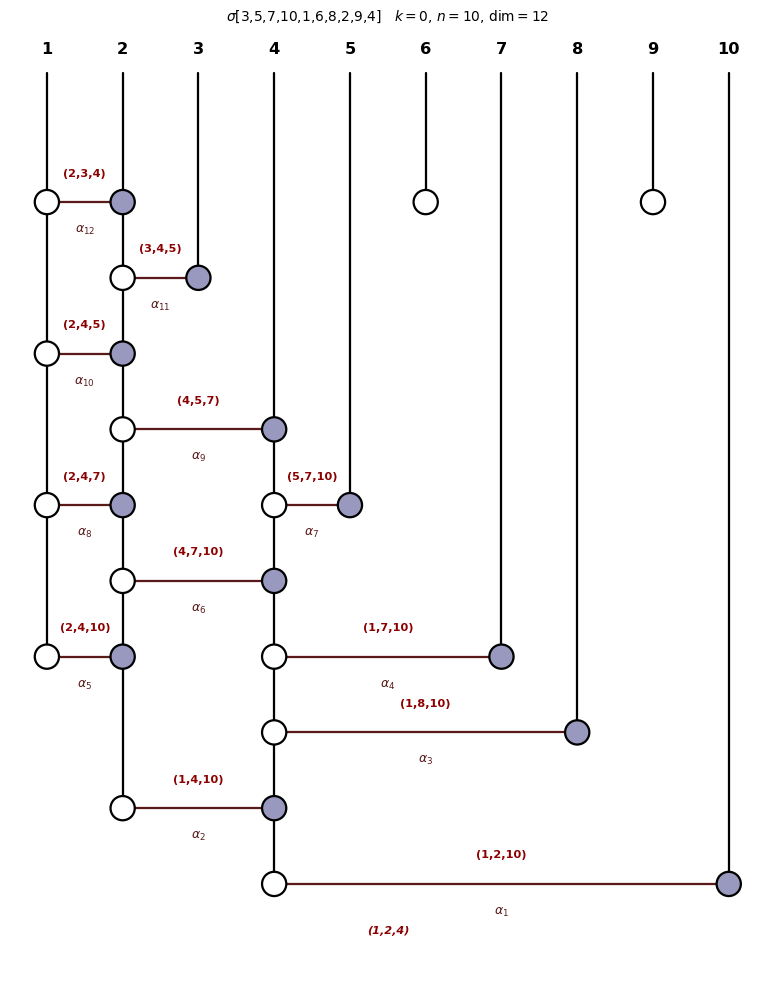 σ[3,5,7,10,1,6,8,2,9,4]   k = 0, n = 10, dim = 12
1 2 3 4 5 6 7 8 9 10
(2,3,4)
α₁₂
(3,4,5)
α₁₁
(2,4,5)
α₁₀
(4,5,7)
α₉
(2,4,7) (5,7,10)
α₈ α₇
(4,7,10)
α₆
(2,4,10) (1,7,10)
α₅ α₄
(1,8,10)
α₃
(1,4,10)
α₂
(1,2,10)
α₁
(1,2,4)